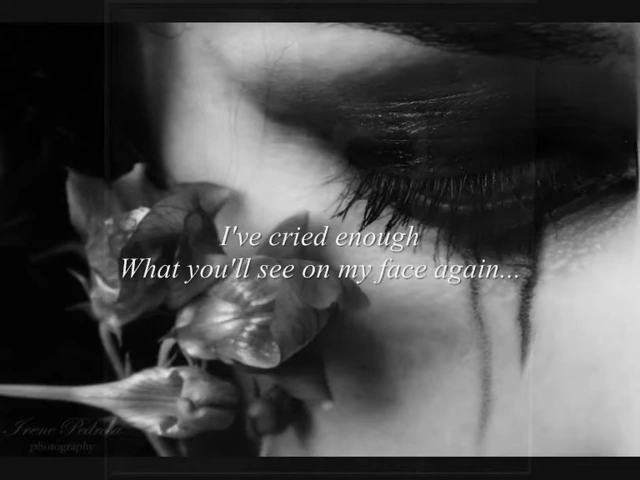 I've cried enough
What you'll see on my face again...
Irene Pedrola
photography